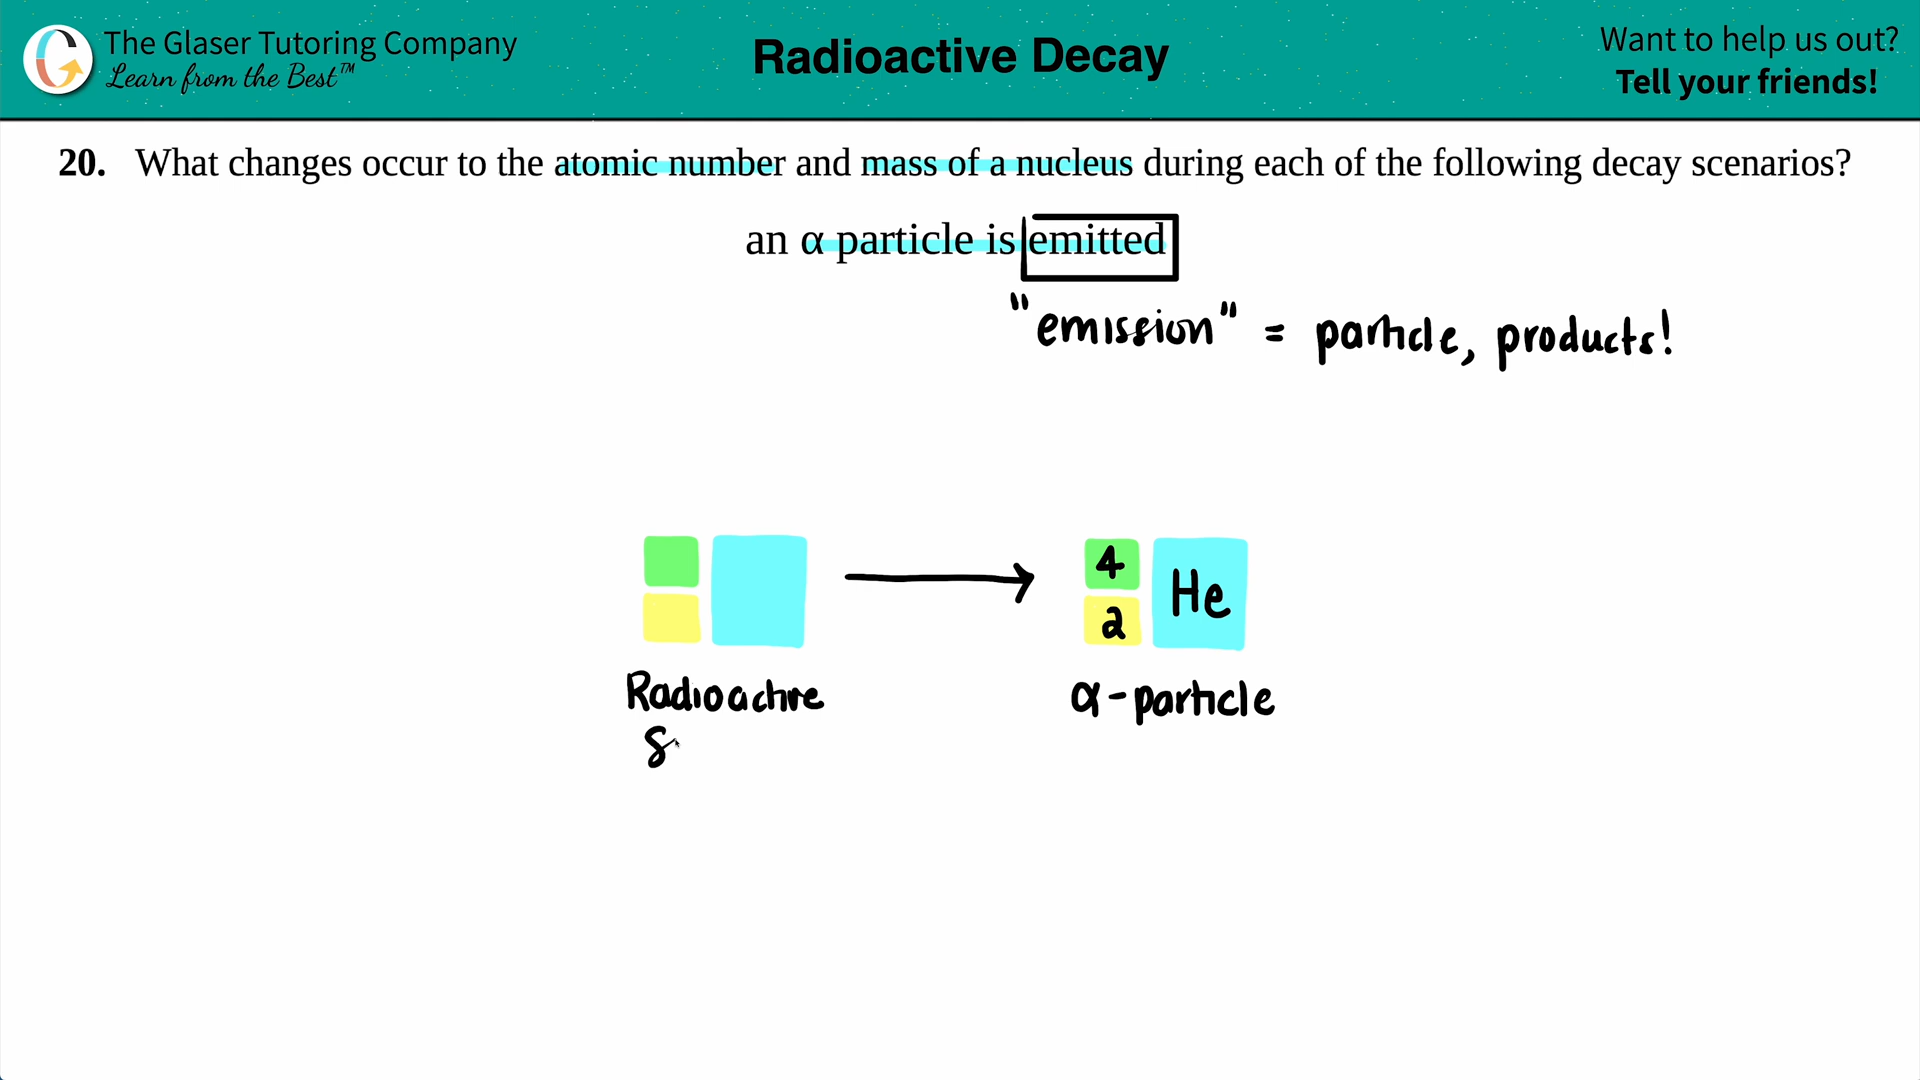 The Glaser Tutoring Company
Learn from the Best™
Radioactive Decay
Want to help us out?
Tell your friends!
20. What changes occur to the atomic number and mass of a nucleus during each of the following decay scenarios?
an α particle is emitted
"emission" = particle, products!
4
2
He
Radioactive
α-particle
S